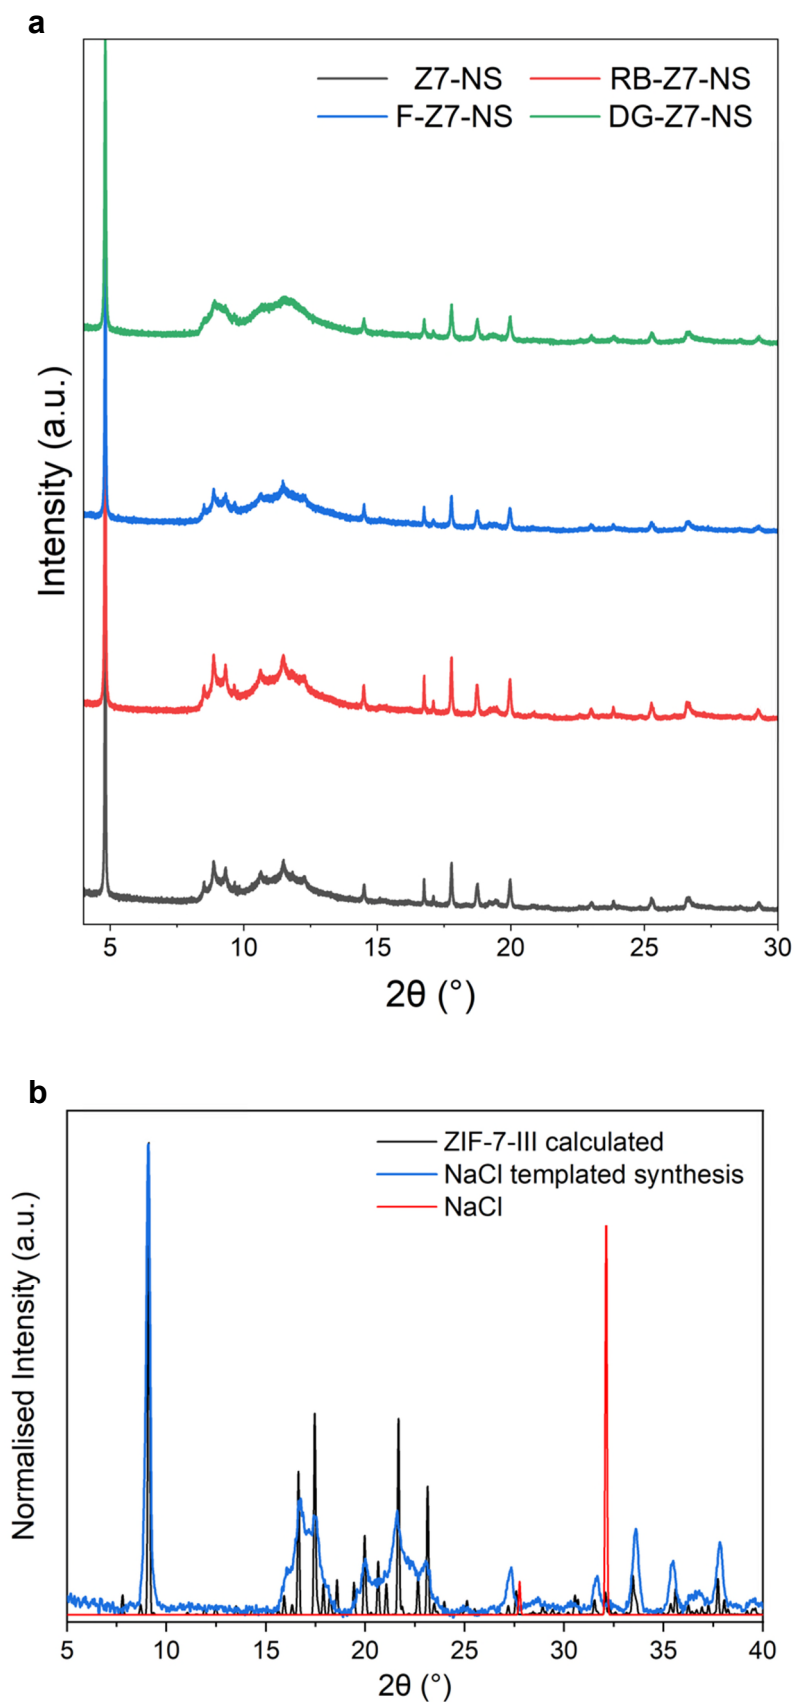 a
Z7-NS RB-Z7-NS
F-Z7-NS DG-Z7-NS
Intensity (a.u.)
5 10 15 20 25 30
2θ (°)
b
ZIF-7-III calculated
NaCl templated synthesis
NaCl
Normalised Intensity (a.u.)
5 10 15 20 25 30 35 40
2θ (°)